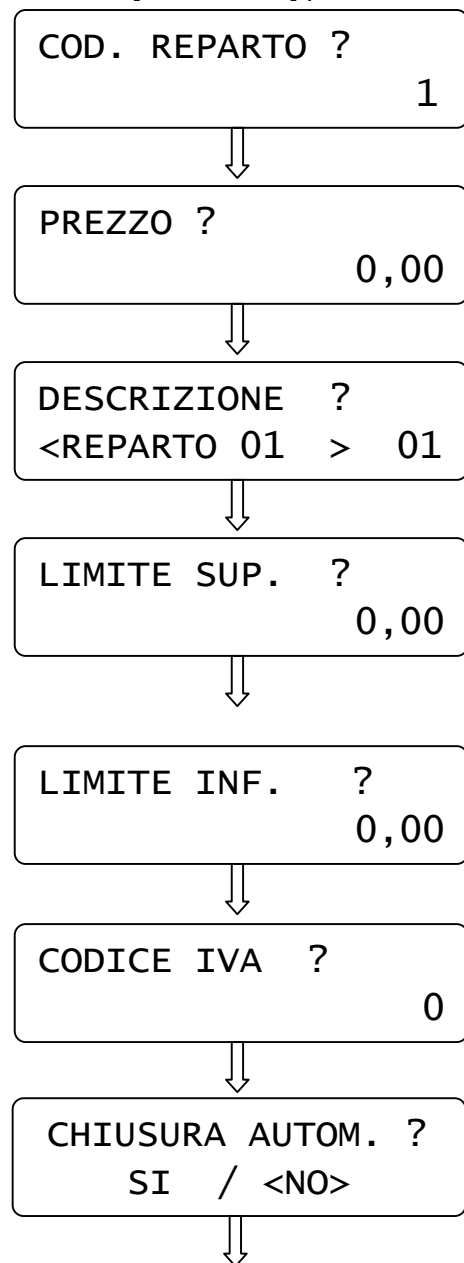 COD. REPARTO ?
1
PREZZO ?
0,00
DESCRIZIONE ?
<REPARTO 01 > 01
LIMITE SUP. ?
0,00
LIMITE INF. ?
0,00
CODICE IVA ?
0
CHIUSURA AUTOM. ?
SI / <NO>